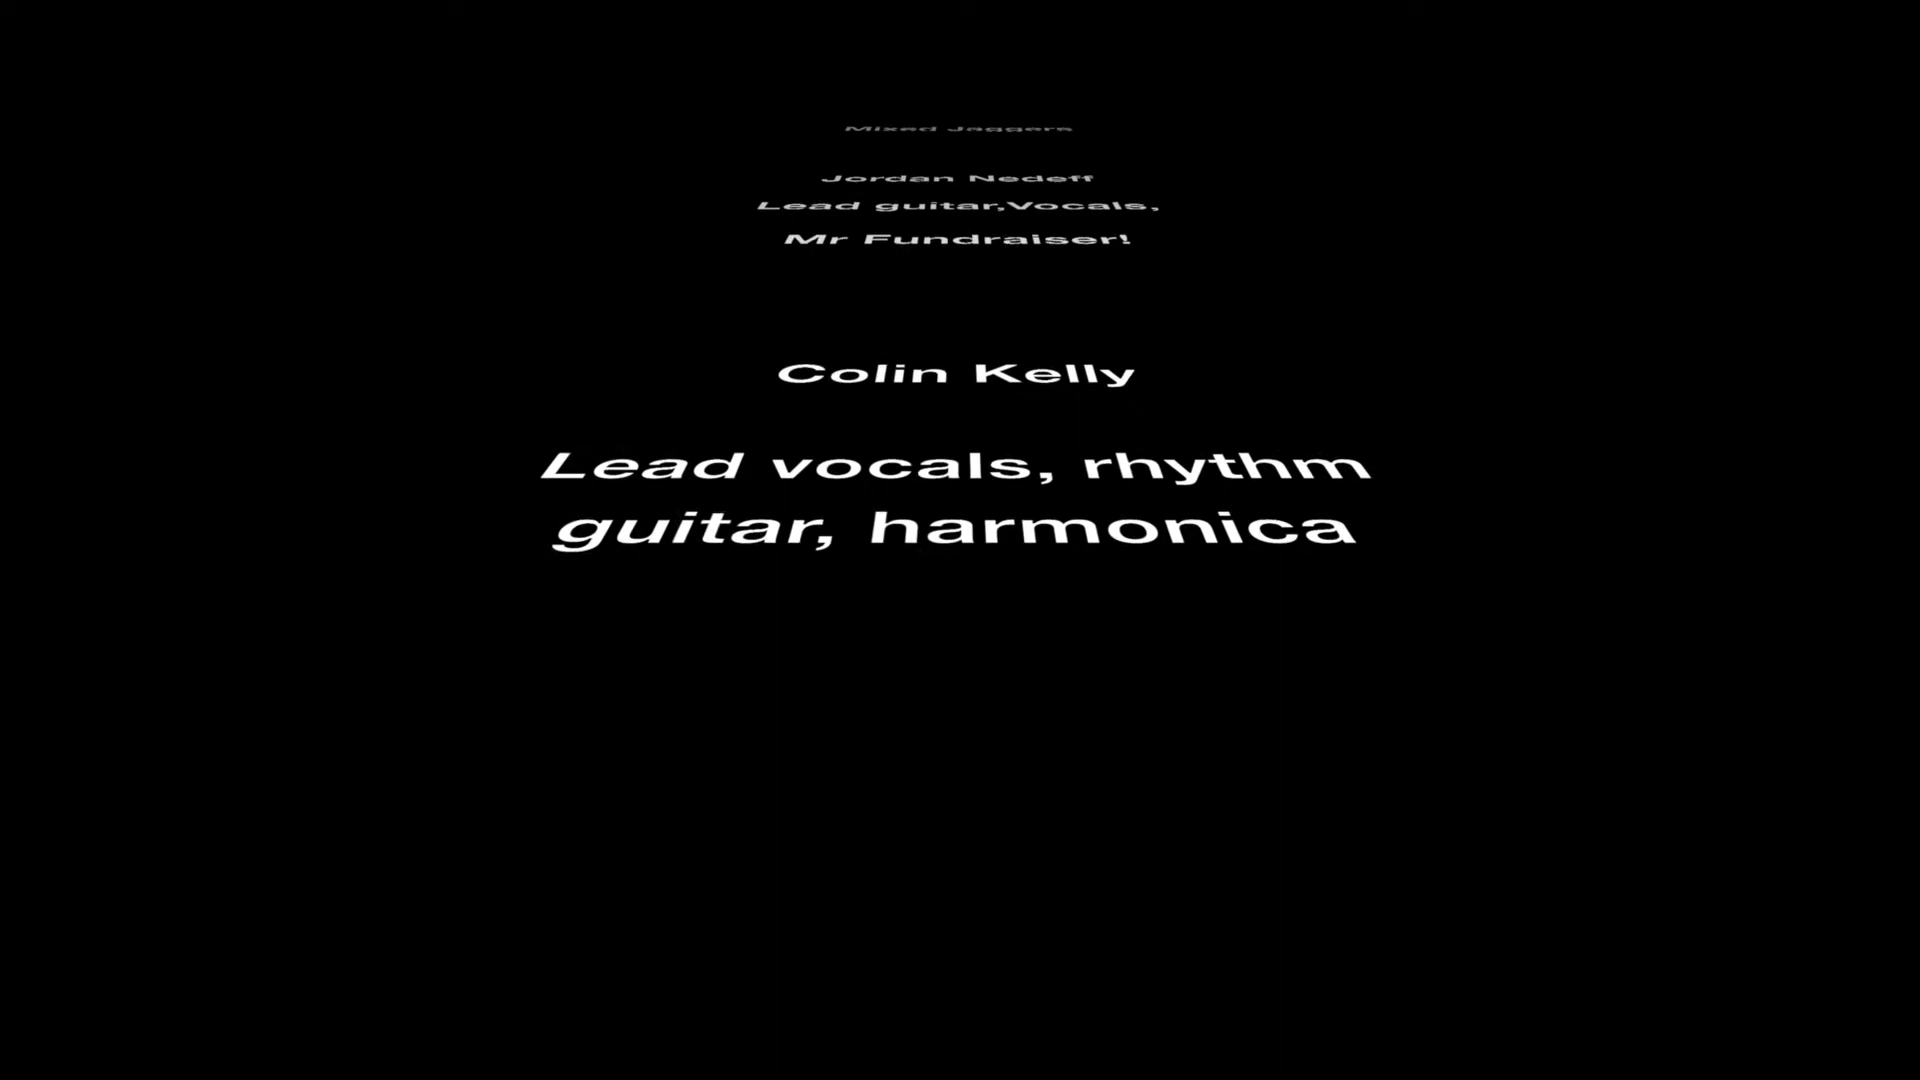 Mixed Jaggers
Jordan Nedeff
Lead guitar,Vocals,
Mr Fundraiser!
Colin Kelly
Lead vocals, rhythm
guitar, harmonica